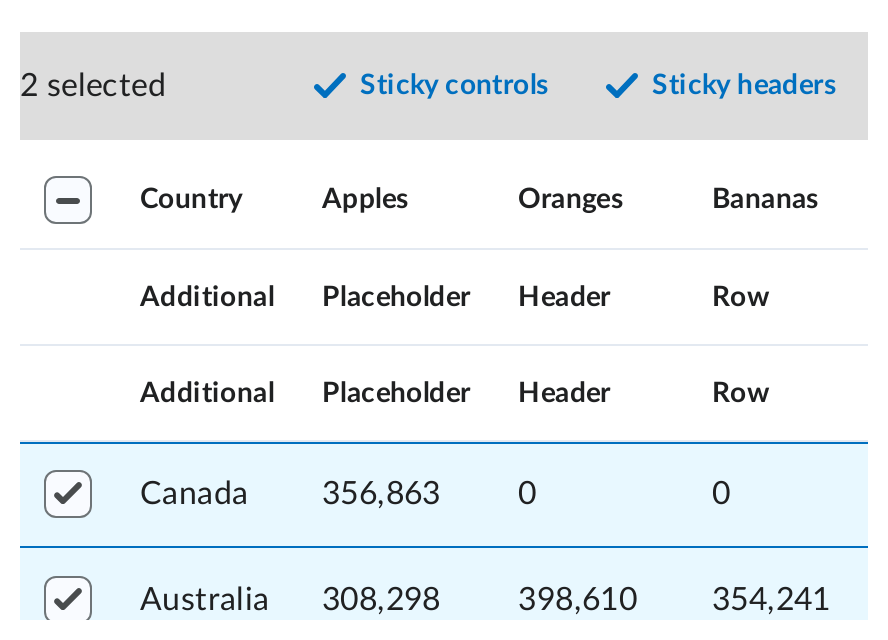 2 selected Sticky controls Sticky headers
Country Apples Oranges Bananas
Additional Placeholder Header Row
Additional Placeholder Header Row
Canada 356,863 0 0
Australia 308,298 398,610 354,241